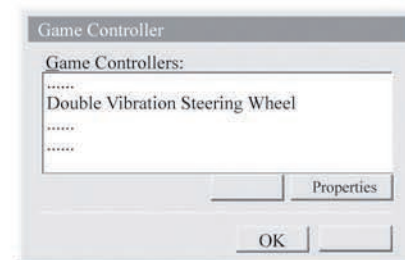 Game Controller
Game Controllers:
......
Double Vibration Steering Wheel
......
......
Properties
OK